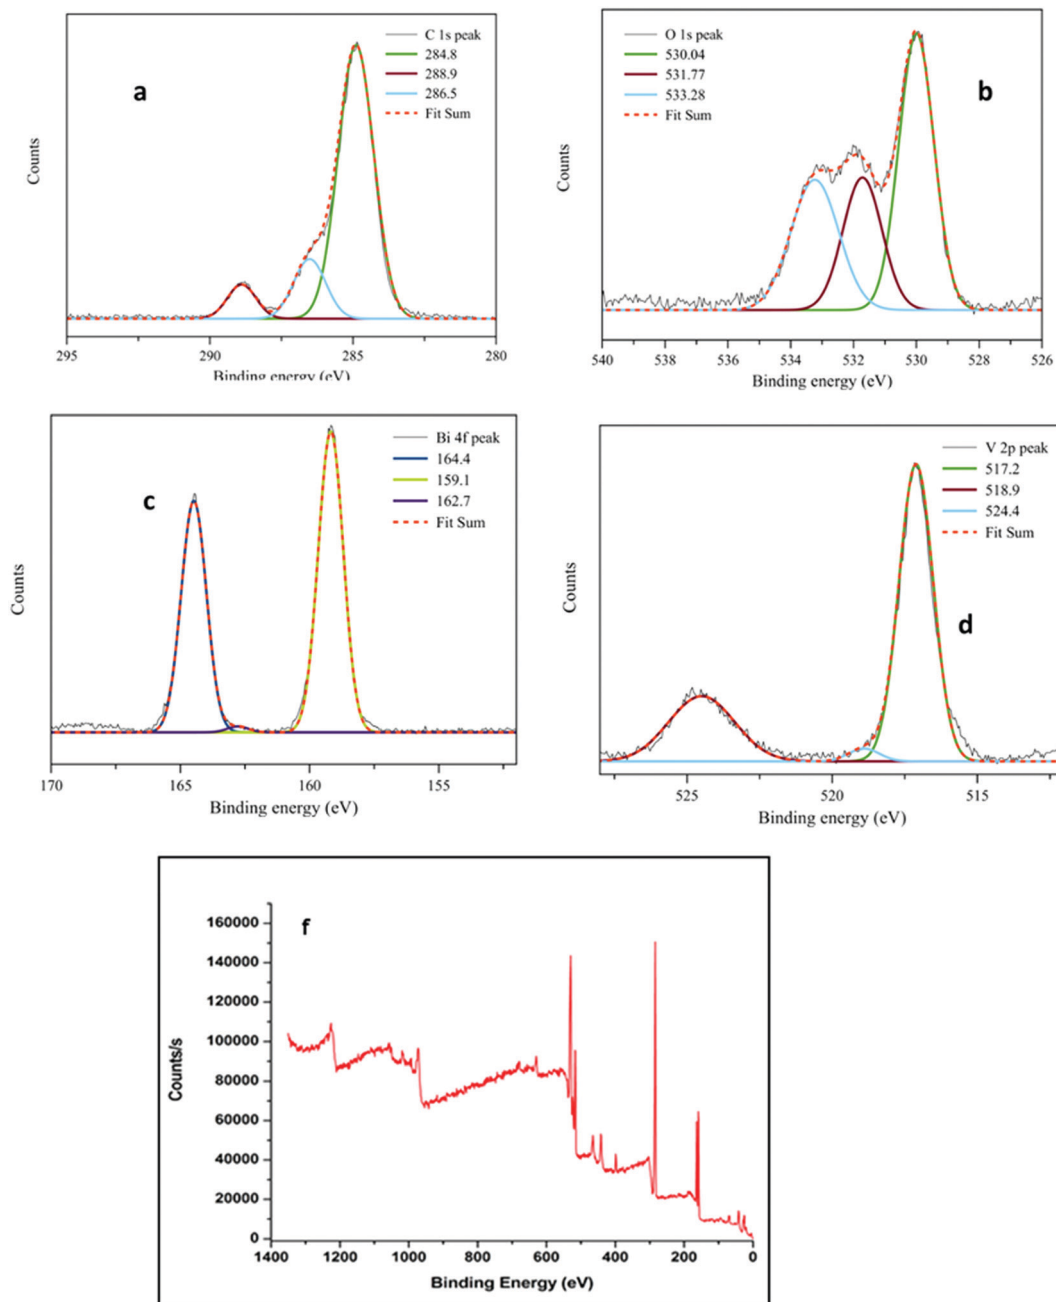 a
C 1s peak
284.8
288.9
286.5
Fit Sum
Counts
295 290 285 280
Binding energy (eV)
b
O 1s peak
530.04
531.77
533.28
Fit Sum
Counts
540 538 536 534 532 530 528 526
Binding energy (eV)
c
Bi 4f peak
164.4
159.1
162.7
Fit Sum
Counts
170 165 160 155
Binding energy (eV)
V 2p peak
517.2
518.9
524.4
Fit Sum
d
Counts
525 520 515
Binding energy (eV)
f
160000
140000
120000
100000
80000
60000
40000
20000
0
Counts/s
1400 1200 1000 800 600 400 200 0
Binding Energy (eV)